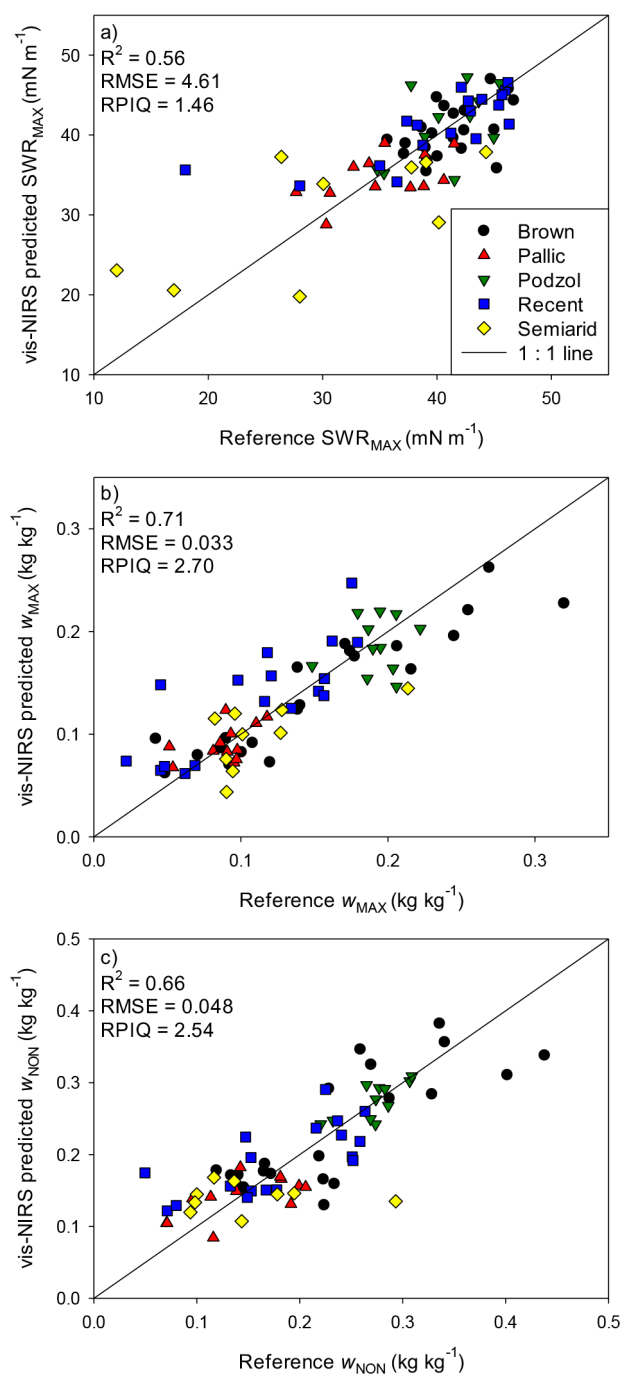 a)
R² = 0.56
RMSE = 4.61
RPIQ = 1.46
50
40
30
20
10
vis-NIRS predicted SWR_MAX (mN m⁻¹)
Brown
Pallic
Podzol
Recent
Semiarid
1 : 1 line
10 20 30 40 50
Reference SWR_MAX (mN m⁻¹)
b)
R² = 0.71
RMSE = 0.033
RPIQ = 2.70
0.3
0.2
0.1
0.0
vis-NIRS predicted w_MAX (kg kg⁻¹)
0.0 0.1 0.2 0.3
Reference w_MAX (kg kg⁻¹)
c)
R² = 0.66
RMSE = 0.048
RPIQ = 2.54
0.5
0.4
0.3
0.2
0.1
0.0
vis-NIRS predicted w_NON (kg kg⁻¹)
0.0 0.1 0.2 0.3 0.4 0.5
Reference w_NON (kg kg⁻¹)